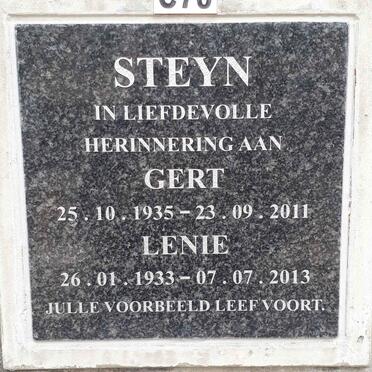 C70
STEYN
IN LIEFDEVOLLE
HERINNERING AAN
GERT
25 . 10 . 1935 – 23 . 09 . 2011
LENIE
26 . 01 . 1933 – 07 . 07 . 2013
JULLE VOORBEELD LEEF VOORT.